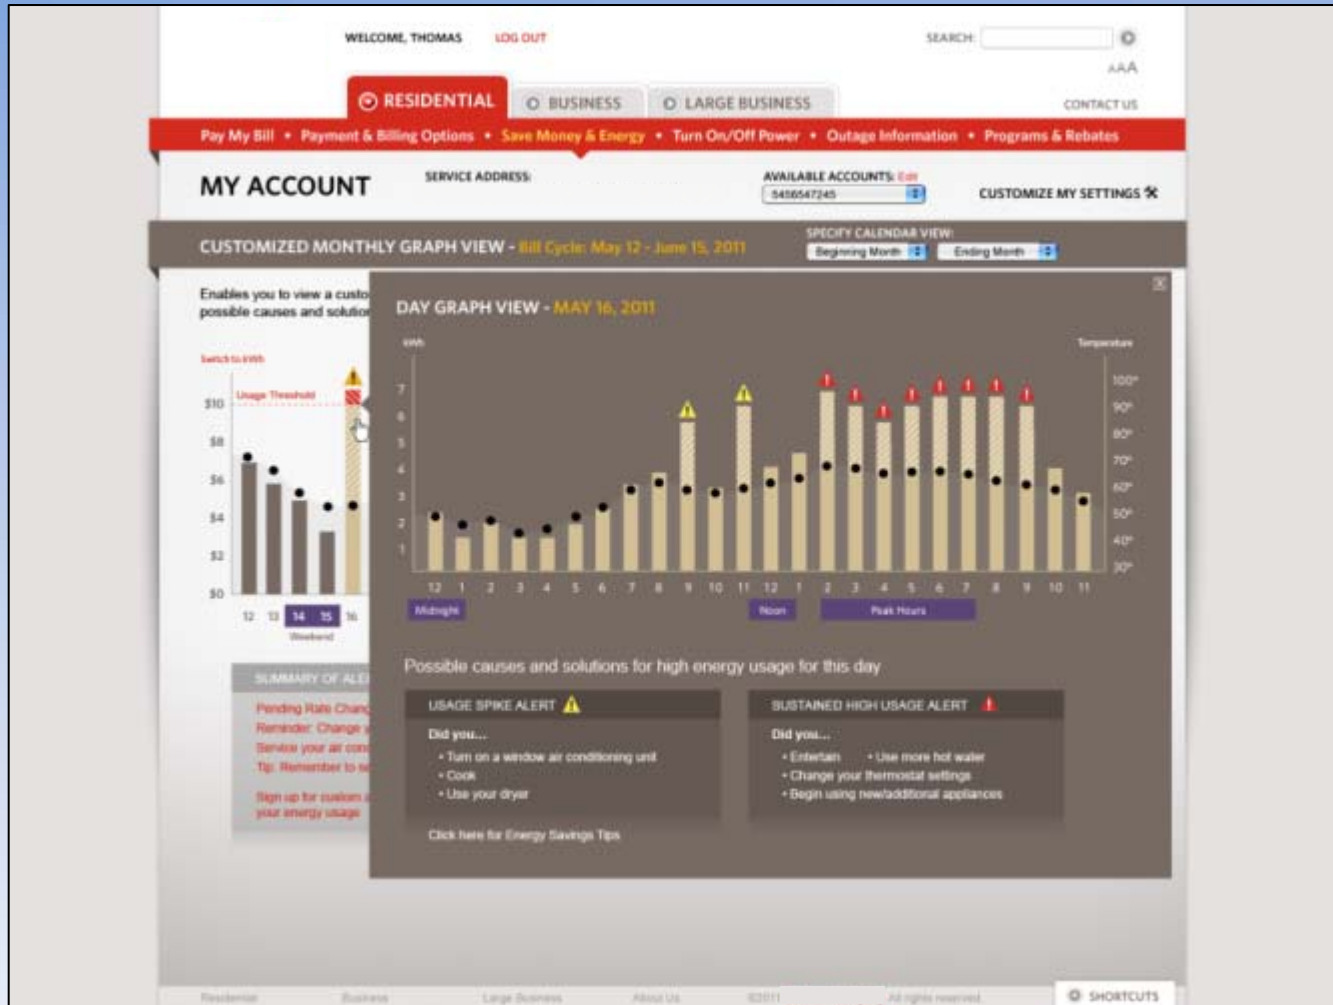 WELCOME, THOMAS LOG OUT SEARCH:
AAA
RESIDENTIAL BUSINESS LARGE BUSINESS CONTACT US
Pay My Bill • Payment & Billing Options • Save Money & Energy • Turn On/Off Power • Outage Information • Programs & Rebates
MY ACCOUNT SERVICE ADDRESS: AVAILABLE ACCOUNTS: Edit
5456547245 CUSTOMIZE MY SETTINGS
CUSTOMIZED MONTHLY GRAPH VIEW - Bill Cycle: May 12 - June 15, 2011
SPECIFY CALENDAR VIEW:
Beginning Month Ending Month
Enables you to view a custo
possible causes and solution
Switch to kWh
Usage Threshold
$10
$8
$6
$4
$2
$0
12 13 14 15 16
Weekend
SUMMARY OF ALE
Pending Rate Chang
Reminder: Change y
Service your air cond
Tip: Remember to se
Sign up for custom a
your energy usage
DAY GRAPH VIEW - MAY 16, 2011
kWh Temperature
7
6
5
4
3
2
1
100°
90°
80°
70°
60°
50°
40°
30°
12 1 2 3 4 5 6 7 8 9 10 11 12 1 2 3 4 5 6 7 8 9 10 11
Midnight Noon Peak Hours
Possible causes and solutions for high energy usage for this day
USAGE SPIKE ALERT
Did you...
• Turn on a window air conditioning unit
• Cook
• Use your dryer
Click here for Energy Savings Tips
SUSTAINED HIGH USAGE ALERT
Did you...
• Entertain • Use more hot water
• Change your thermostat settings
• Begin using new/additional appliances
Residential Business Large Business About Us ©2011 All rights reserved. SHORTCUTS